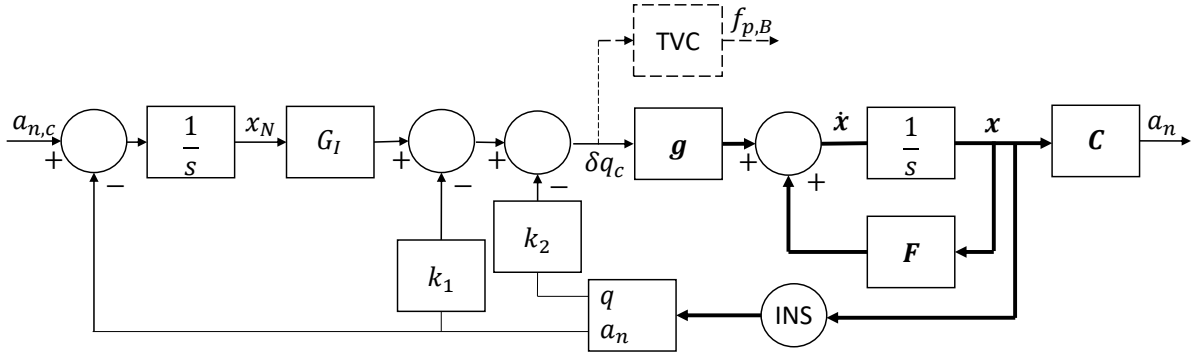 TVC
f_{p,B}
a_{n,c}
+
−
1/s
x_N
G_I
+
−
+
−
δq_c
g
+
+
ẋ
1/s
x
C
a_n
k_1
k_2
F
q
a_n
INS